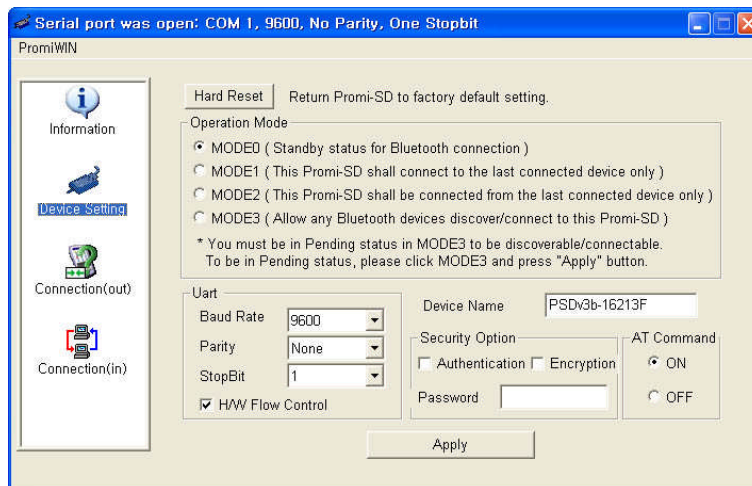 Serial port was open: COM 1, 9600, No Parity, One Stopbit
PromiWIN
Information
Device Setting
Connection(out)
Connection(in)
Hard Reset Return Promi-SD to factory default setting.
Operation Mode
MODE0 ( Standby status for Bluetooth connection )
MODE1 ( This Promi-SD shall connect to the last connected device only )
MODE2 ( This Promi-SD shall be connected from the last connected device only )
MODE3 ( Allow any Bluetooth devices discover/connect to this Promi-SD )
* You must be in Pending status in MODE3 to be discoverable/connectable.
To be in Pending status, please click MODE3 and press "Apply" button.
Uart
Baud Rate 9600
Parity None
StopBit 1
H/W Flow Control
Device Name PSDv3b-16213F
Security Option
Authentication Encryption
Password
AT Command
ON
OFF
Apply